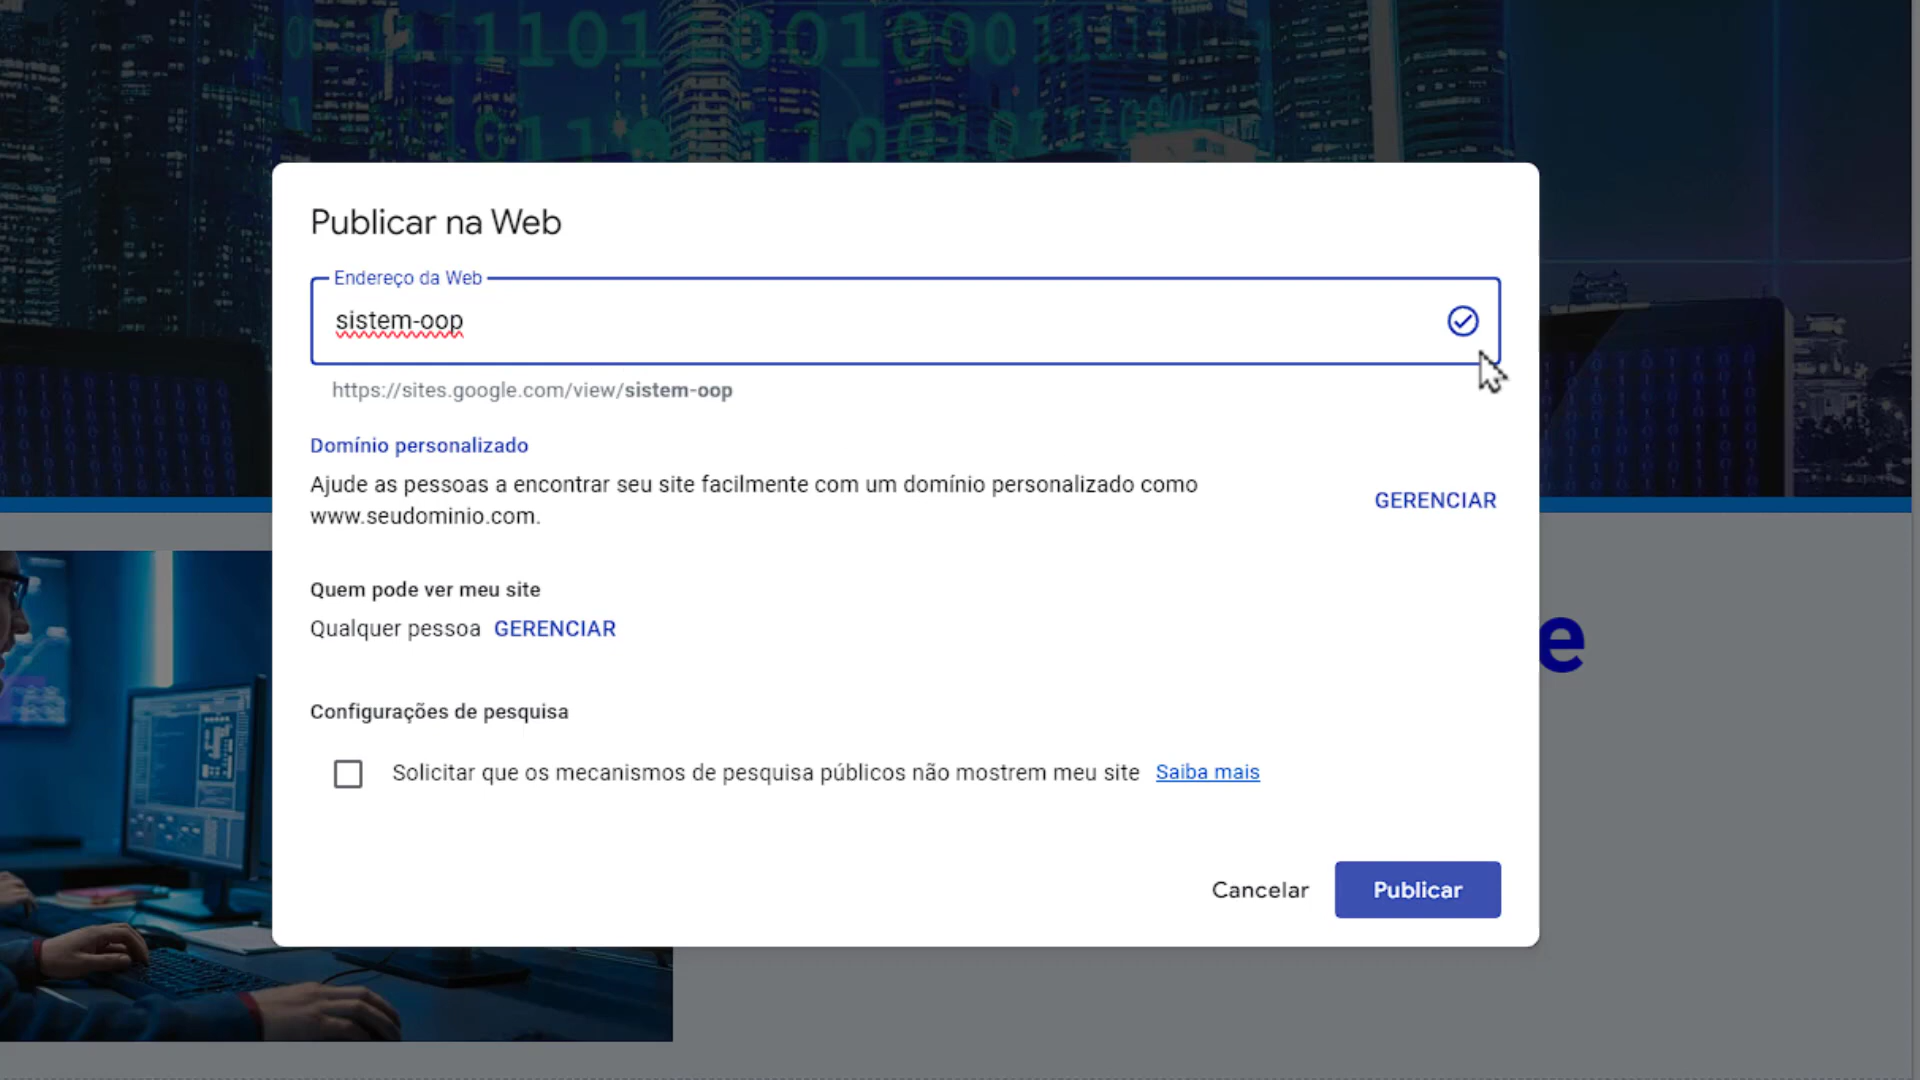 Publicar na Web
Endereço da Web
sistem-oop
https://sites.google.com/view/sistem-oop
Domínio personalizado
Ajude as pessoas a encontrar seu site facilmente com um domínio personalizado como
www.seudominio.com.
GERENCIAR
Quem pode ver meu site
Qualquer pessoa GERENCIAR
Configurações de pesquisa
Solicitar que os mecanismos de pesquisa públicos não mostrem meu site Saiba mais
Cancelar Publicar
e